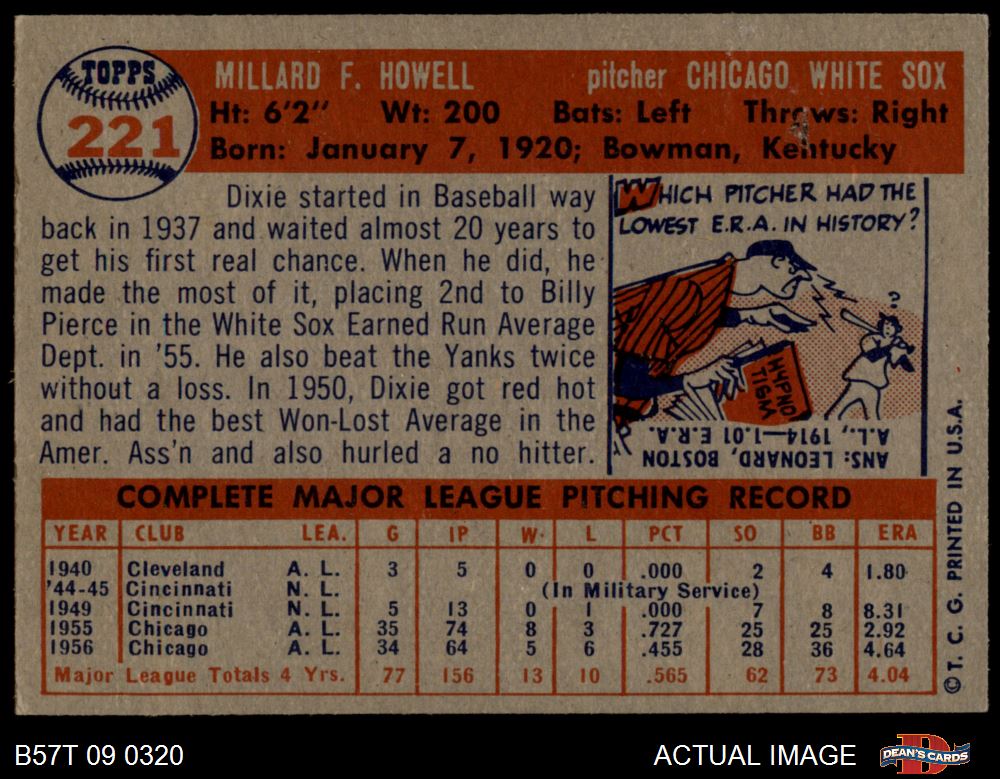 TOPPS
221
MILLARD F. HOWELL pitcher CHICAGO WHITE SOX
Ht: 6'2" Wt: 200 Bats: Left Throws: Right
Born: January 7, 1920; Bowman, Kentucky
Dixie started in Baseball way
back in 1937 and waited almost 20 years to
get his first real chance. When he did, he
made the most of it, placing 2nd to Billy
Pierce in the White Sox Earned Run Average
Dept. in '55. He also beat the Yanks twice
without a loss. In 1950, Dixie got red hot
and had the best Won-Lost Average in the
Amer. Ass'n and also hurled a no hitter.
WHICH PITCHER HAD THE
LOWEST E.R.A. IN HISTORY?
?
HYPNO
TISM
ANS: LEONARD, BOSTON
A.L., 1914—1.01 E.R.A.
COMPLETE MAJOR LEAGUE PITCHING RECORD
YEAR CLUB LEA. G IP W L PCT SO BB ERA
1940 Cleveland A. L. 3 5 0 0 .000 2 4 1.80
'44-45 Cincinnati N. L. (In Military Service)
1949 Cincinnati N. L. 5 13 0 1 .000 7 8 8.31
1955 Chicago A. L. 35 74 8 3 .727 25 25 2.92
1956 Chicago A. L. 34 64 5 6 .455 28 36 4.64
Major League Totals 4 Yrs. 77 156 13 10 .565 62 73 4.04
© T. C. G. PRINTED IN U.S.A.
B57T 09 0320 ACTUAL IMAGE
DEAN'S CARDS